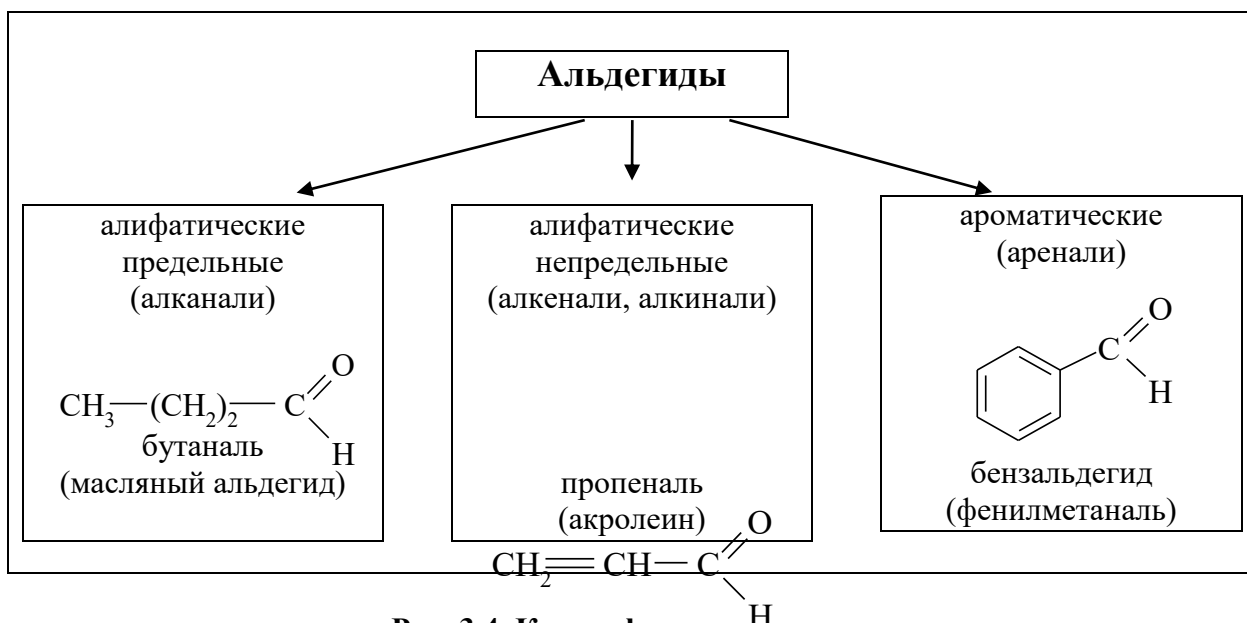 Альдегиды
алифатические
предельные
(алканали)
O
CH3—(CH2)2—C
H
бутаналь
(масляный альдегид)
алифатические
непредельные
(алкенали, алкинали)
пропеналь
(акролеин)
O
CH2=CH—C
H
ароматические
(аренали)
O
C
H
бензальдегид
(фенилметаналь)